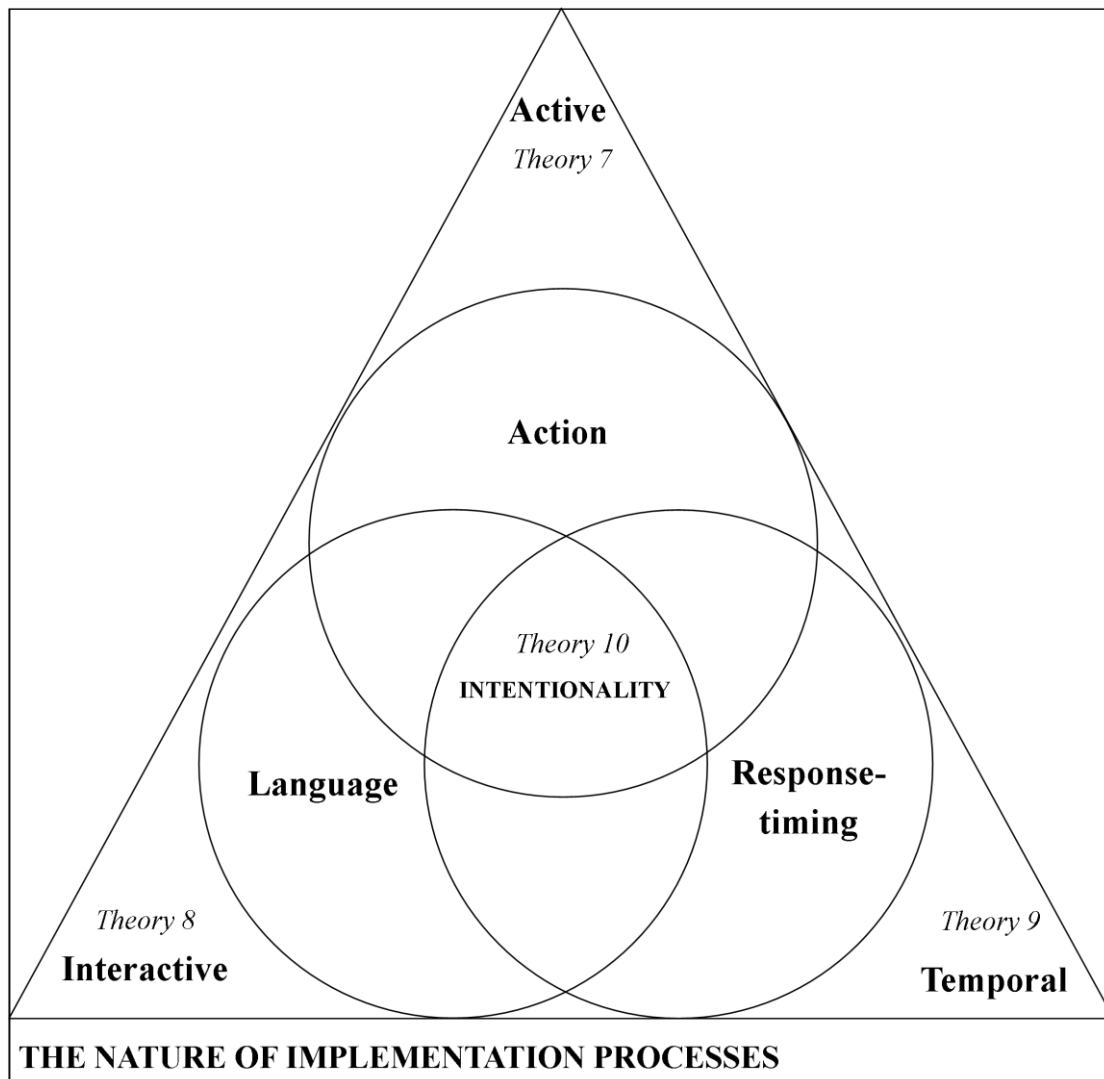 Active
Theory 7
Action
Theory 10
INTENTIONALITY
Language
Response-
timing
Theory 8
Interactive
Theory 9
Temporal
THE NATURE OF IMPLEMENTATION PROCESSES